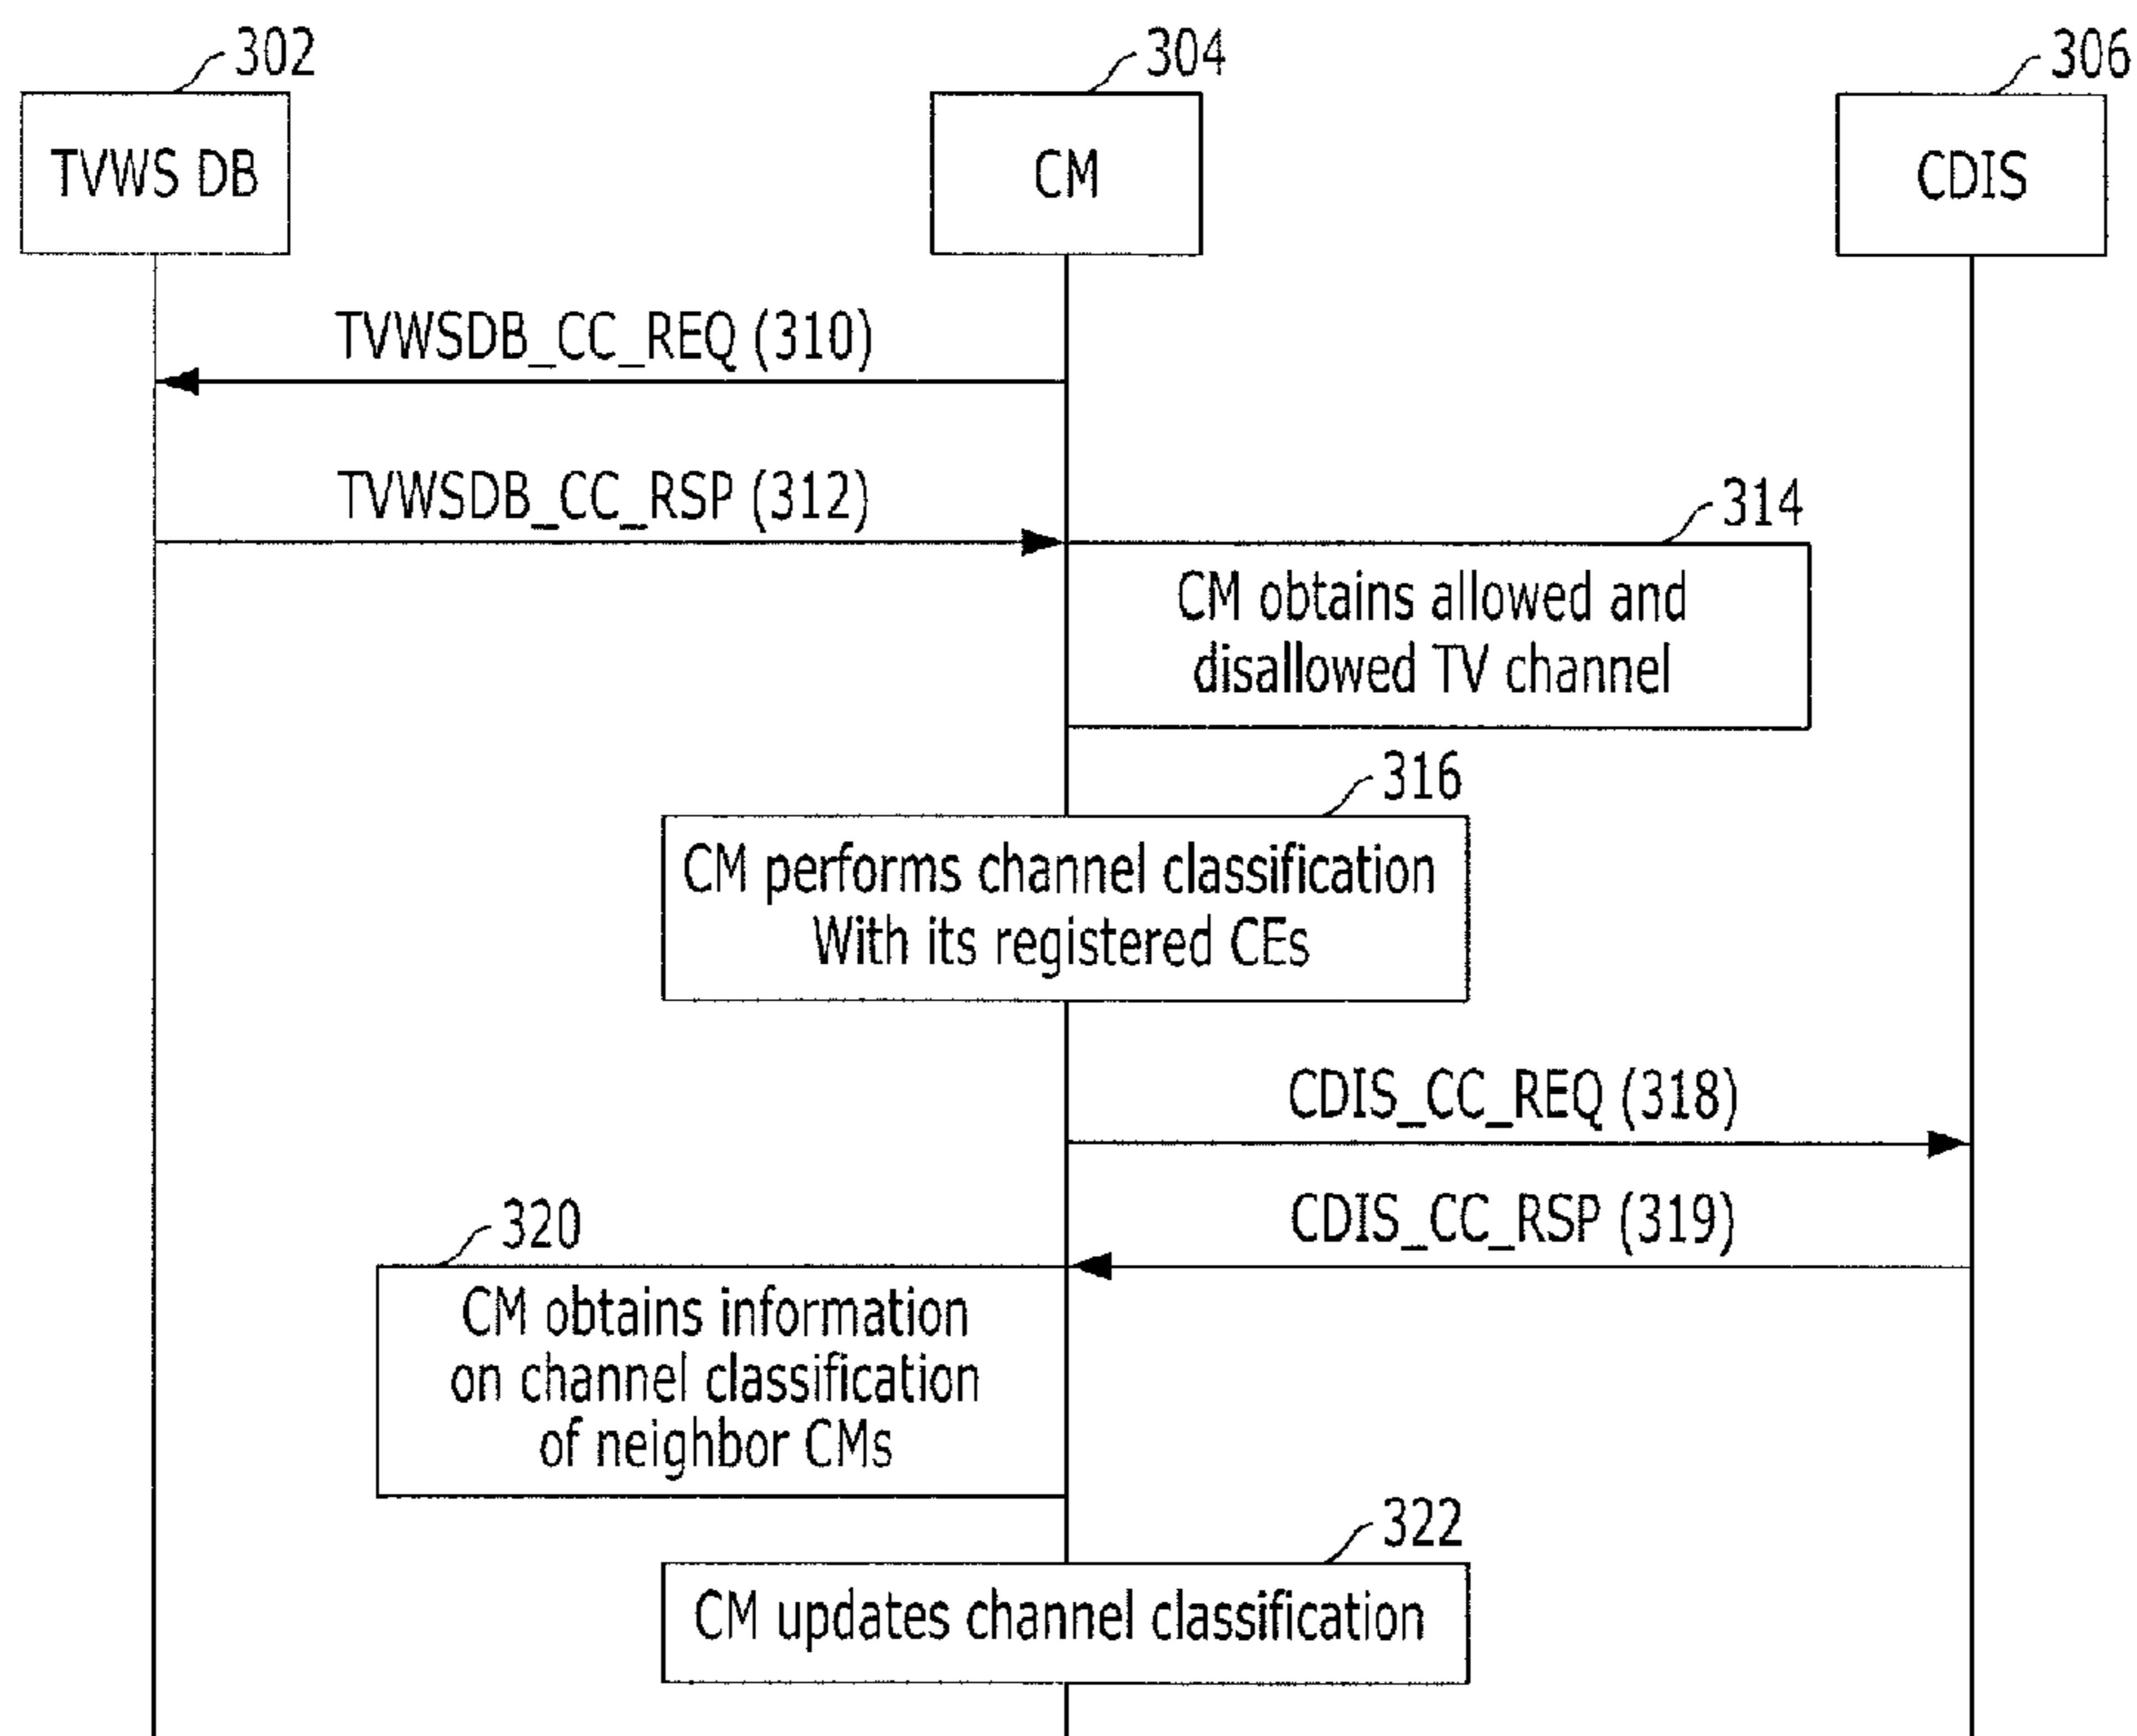 302
304
306
TVWS DB
CM
CDIS
TVWSDB_CC_REQ (310)
TVWSDB_CC_RSP (312)
314
CM obtains allowed and
disallowed TV channel
316
CM performs channel classification
With its registered CEs
CDIS_CC_REQ (318)
CDIS_CC_RSP (319)
320
CM obtains information
on channel classification
of neighbor CMs
322
CM updates channel classification